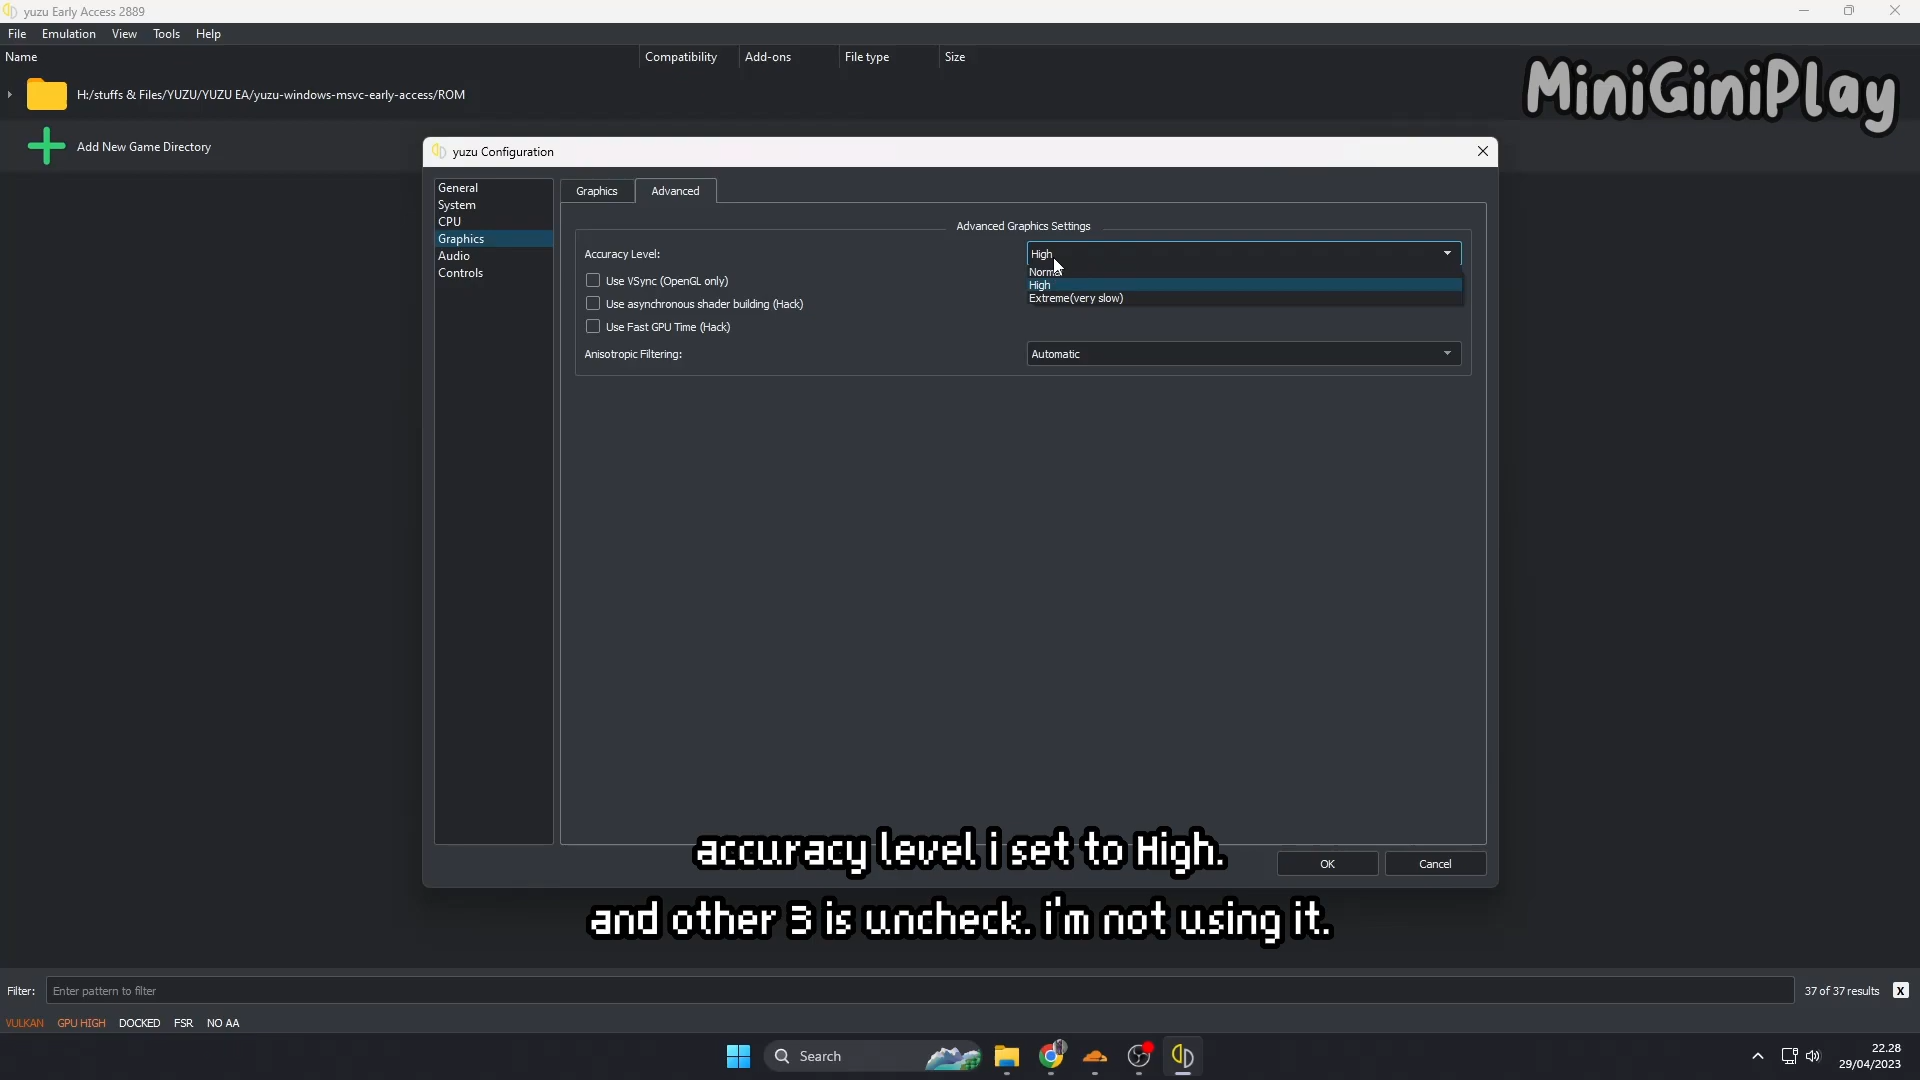 yuzu Early Access 2889
File Emulation View Tools Help
Name Compatibility Add-ons File type Size
H:/stuffs & Files/YUZU/YUZU EA/yuzu-windows-msvc-early-access/ROM
MiniGiniPlay
Add New Game Directory
yuzu Configuration
General
System
CPU
Graphics
Audio
Controls
Graphics Advanced
Advanced Graphics Settings
Accuracy Level: High
Normal
High
Extreme(very slow)
Use VSync (OpenGL only)
Use asynchronous shader building (Hack)
Use Fast GPU Time (Hack)
Anisotropic Filtering: Automatic
accuracy level i set to High.
OK Cancel
and other 3 is uncheck. i'm not using it.
Filter: Enter pattern to filter 37 of 37 results X
VULKAN GPU HIGH DOCKED FSR NO AA
Search
22.28
29/04/2023